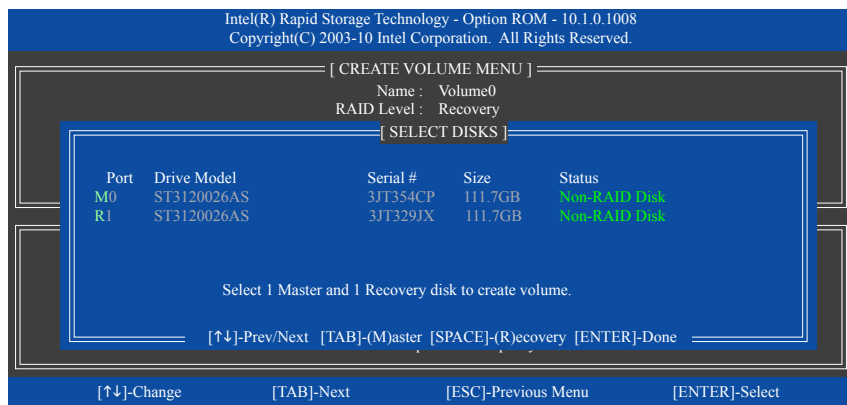 Intel(R) Rapid Storage Technology - Option ROM - 10.1.0.1008
Copyright(C) 2003-10 Intel Corporation. All Rights Reserved.
[ CREATE VOLUME MENU ]
Name : Volume0
RAID Level : Recovery
[ SELECT DISKS ]
Port Drive Model Serial # Size Status
M0 ST3120026AS 3JT354CP 111.7GB Non-RAID Disk
R1 ST3120026AS 3JT329JX 111.7GB Non-RAID Disk
Select 1 Master and 1 Recovery disk to create volume.
[↑↓]-Prev/Next [TAB]-(M)aster [SPACE]-(R)ecovery [ENTER]-Done
[↑↓]-Change [TAB]-Next [ESC]-Previous Menu [ENTER]-Select